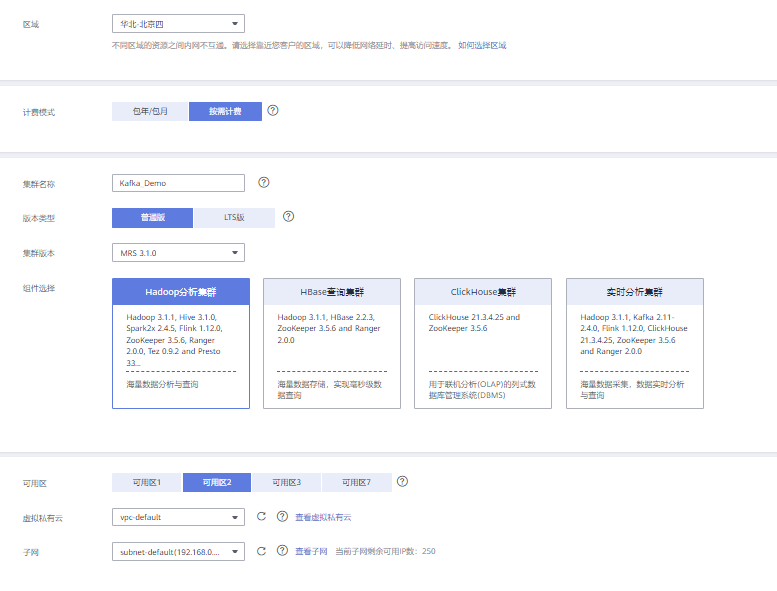 区域
华北-北京四
不同区域的资源之间内网不互通。请选择靠近您客户的区域，可以降低网络延时、提高访问速度。 如何选择区域
计费模式
包年/包月
按需计费
集群名称
Kafka_Demo
版本类型
普通版
LTS版
集群版本
MRS 3.1.0
组件选择
Hadoop分析集群
Hadoop 3.1.1, Hive 3.1.0,
Spark2x 2.4.5, Flink 1.12.0,
ZooKeeper 3.5.6, Ranger
2.0.0, Tez 0.9.2 and Presto
33...
海量数据分析与查询
HBase查询集群
Hadoop 3.1.1, HBase 2.2.3,
ZooKeeper 3.5.6 and Ranger
2.0.0
海量数据存储，实现毫秒级数
据查询
ClickHouse集群
ClickHouse 21.3.4.25 and
ZooKeeper 3.5.6
用于联机分析(OLAP)的列式数
据库管理系统(DBMS)
实时分析集群
Hadoop 3.1.1, Kafka 2.11-
2.4.0, Flink 1.12.0, ClickHouse
21.3.4.25, ZooKeeper 3.5.6
and Ranger 2.0.0
海量数据采集、数据实时分析
与查询
可用区
可用区1
可用区2
可用区3
可用区7
虚拟私有云
vpc-default
查看虚拟私有云
子网
subnet-default(192.168.0....
查看子网 当前子网剩余可用IP数：250